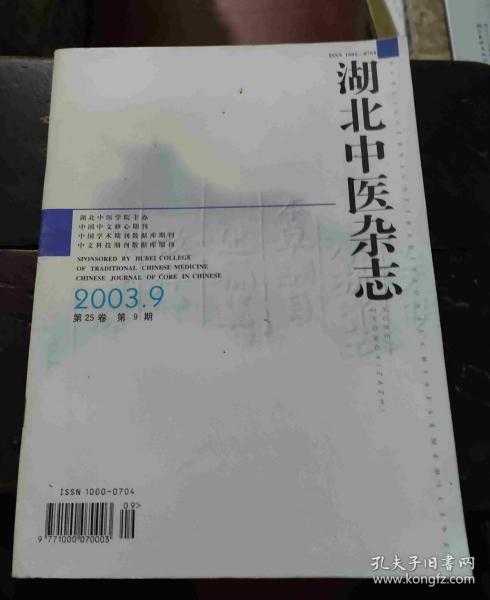 ISSN 1000-0704
湖北中医杂志
湖北中医学院主办
中国中文核心期刊
中国学术期刊数据库期刊
中文科技期刊数据库期刊
SPONSORED BY HUBEI COLLEGE
OF TRADITIONAL CHINESE MEDICINE
CHINESE JOURNAL OF CORE IN CHINESE
2003.9
第25卷 第9期
ISSN 1000-0704
09>
9 771000 070003
孔夫子旧书网
kongfz.com